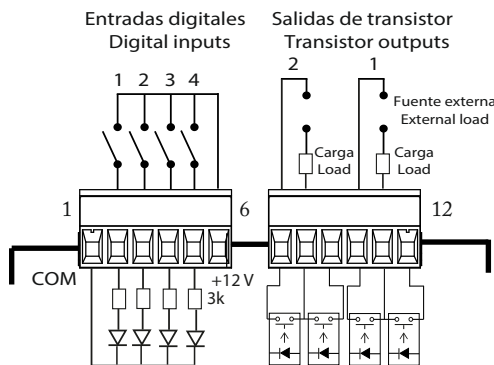 Entradas digitales
Digital inputs
Salidas de transistor
Transistor outputs
1 2 3 4
2 1
Fuente externa
External load
Carga
Load
Carga
Load
1 6 12
COM
+12 V
3k